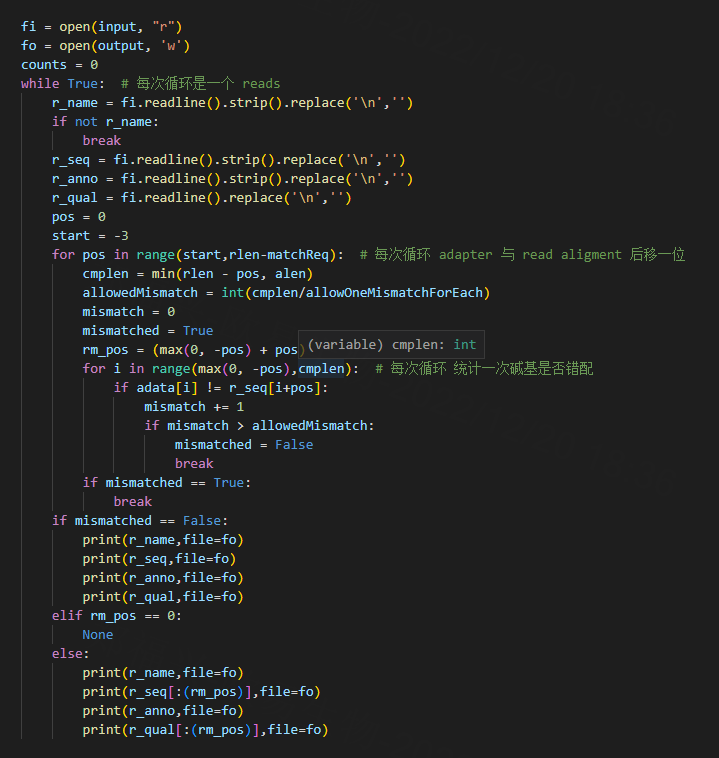 fi = open(input, "r")
fo = open(output, 'w')
counts = 0
while True:  # 每次循环是一个 reads
    r_name = fi.readline().strip().replace('\n','')
    if not r_name:
        break
    r_seq = fi.readline().strip().replace('\n','')
    r_anno = fi.readline().strip().replace('\n','')
    r_qual = fi.readline().replace('\n','')
    pos = 0
    start = -3
    for pos in range(start,rlen-matchReq):  # 每次循环 adapter 与 read aligment 后移一位
        cmplen = min(rlen - pos, alen)
        allowedMismatch = int(cmplen/allowOneMismatchForEach)
        mismatch = 0
        mismatched = True
        rm_pos = (max(0, -pos) + pos) (variable) cmplen: int
        for i in range(max(0, -pos),cmplen):  # 每次循环 统计一次碱基是否错配
            if adata[i] != r_seq[i+pos]:
                mismatch += 1
                if mismatch > allowedMismatch:
                    mismatched = False
                    break
        if mismatched == True:
            break
    if mismatched == False:
        print(r_name,file=fo)
        print(r_seq,file=fo)
        print(r_anno,file=fo)
        print(r_qual,file=fo)
    elif rm_pos == 0:
        None
    else:
        print(r_name,file=fo)
        print(r_seq[:(rm_pos)],file=fo)
        print(r_anno,file=fo)
        print(r_qual[:(rm_pos)],file=fo)